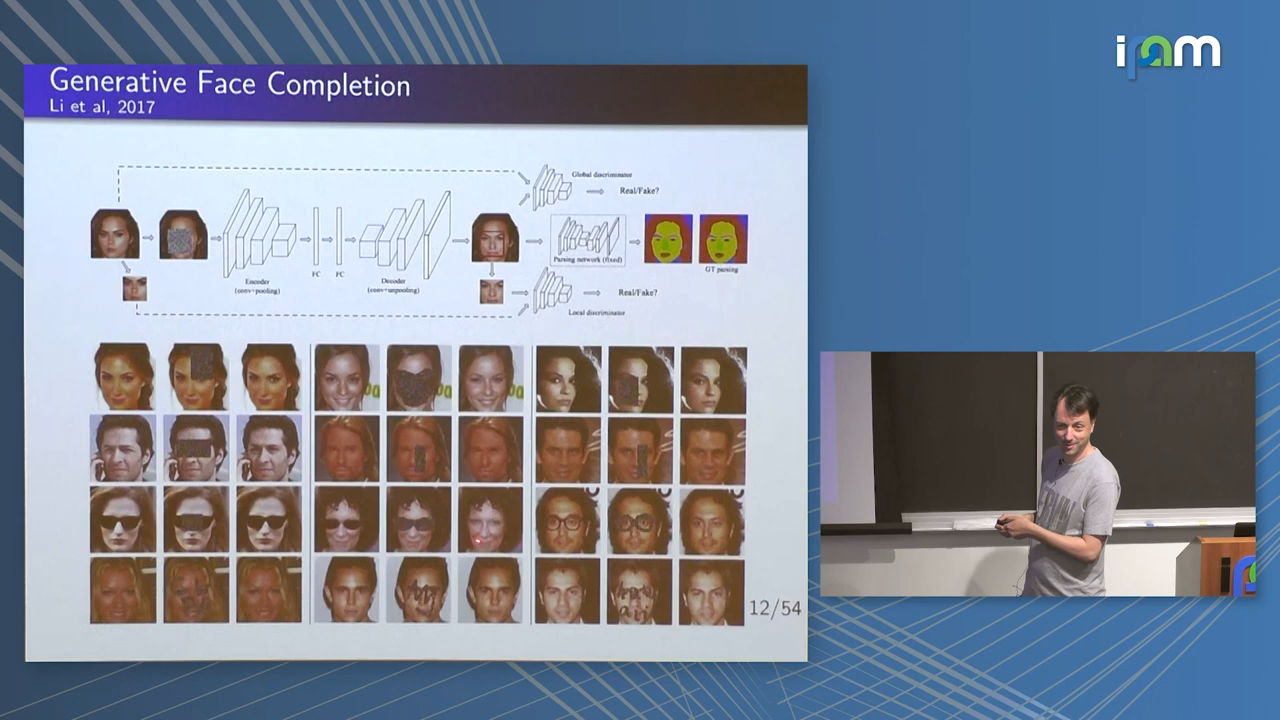 ipam
Generative Face Completion
Li et al, 2017
Global discriminator
Real/Fake?
Parsing network (fixed)
GT parsing
FC
FC
Encoder
(conv+pooling)
Decoder
(conv+unpooling)
Real/Fake?
Local discriminator
12/54